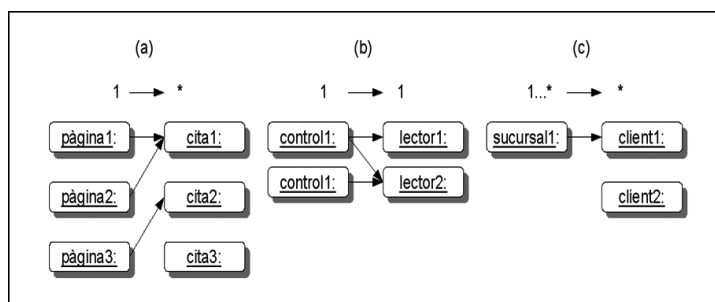 (a) (b) (c)
1 * 1 1 1...* *
pàgina1: cita1: control1: lector1: sucursal1: client1:
pàgina2: cita2: control1: lector2: client2:
pàgina3: cita3: